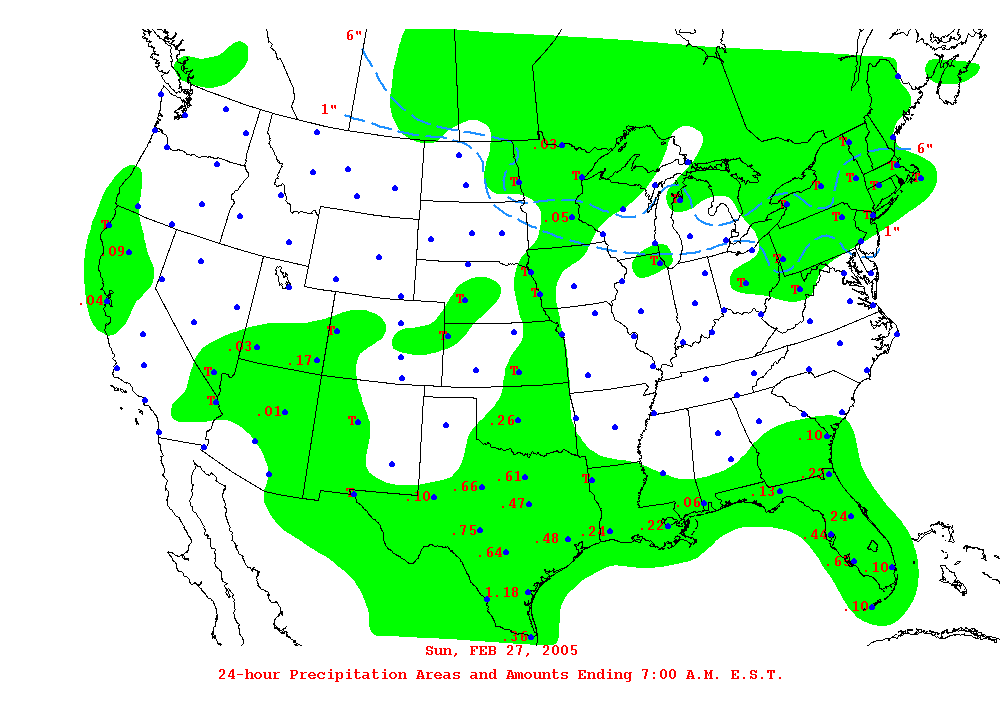 6"
1"
.03
6"
T
T
T
T
T
T
T
T
T
T
.05
T
T
T
1"
.09
T
T
T
T
.04
T
T
T
T
T
.03
.17
T
T
T
.01
T
.26
.10
.61
.22
T
.66
T
.10
.13
.47
.06
.24
.75
.22
.24
.48
.44
.64
.69
.10
1.18
.10
.36
Sun, FEB 27, 2005
24-hour Precipitation Areas and Amounts Ending 7:00 A.M. E.S.T.